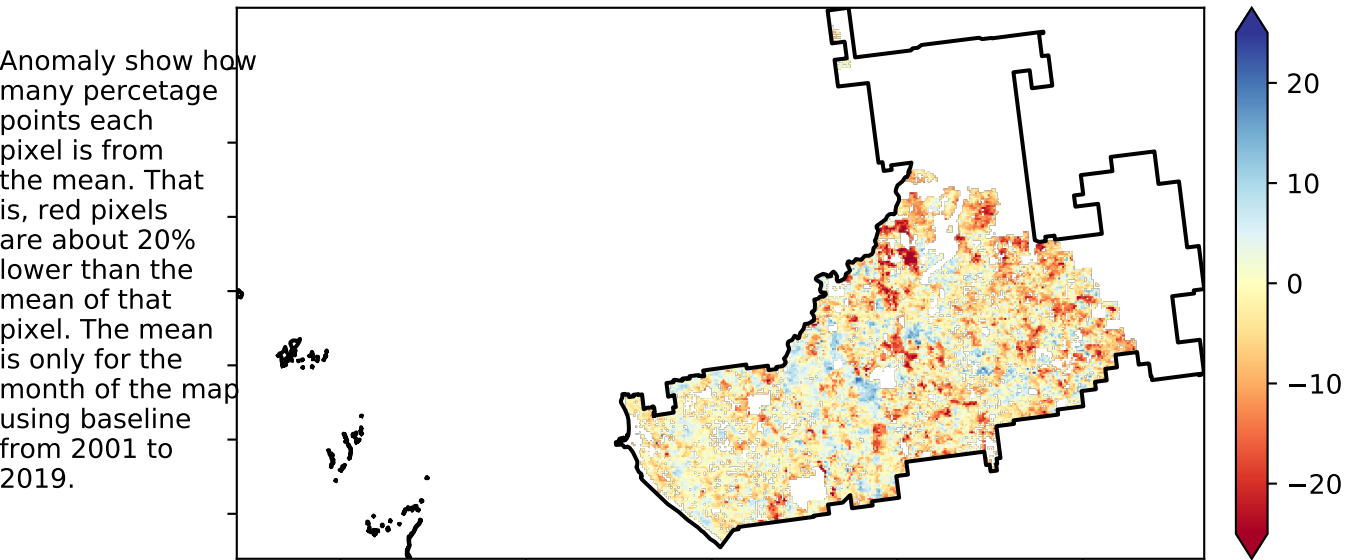 Anomaly show how
many percetage
points each
pixel is from
the mean. That
is, red pixels
are about 20%
lower than the
mean of that
pixel. The mean
is only for the
month of the map
using baseline
from 2001 to
2019.
20
10
0
−10
−20